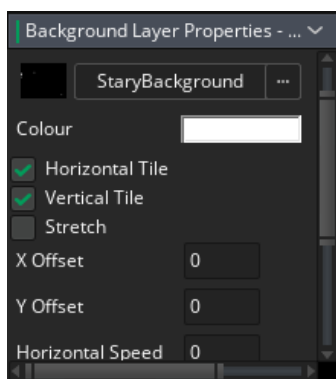 Background Layer Properties - ...
StaryBackground ...
Colour
Horizontal Tile
Vertical Tile
Stretch
X Offset 0
Y Offset 0
Horizontal Speed 0